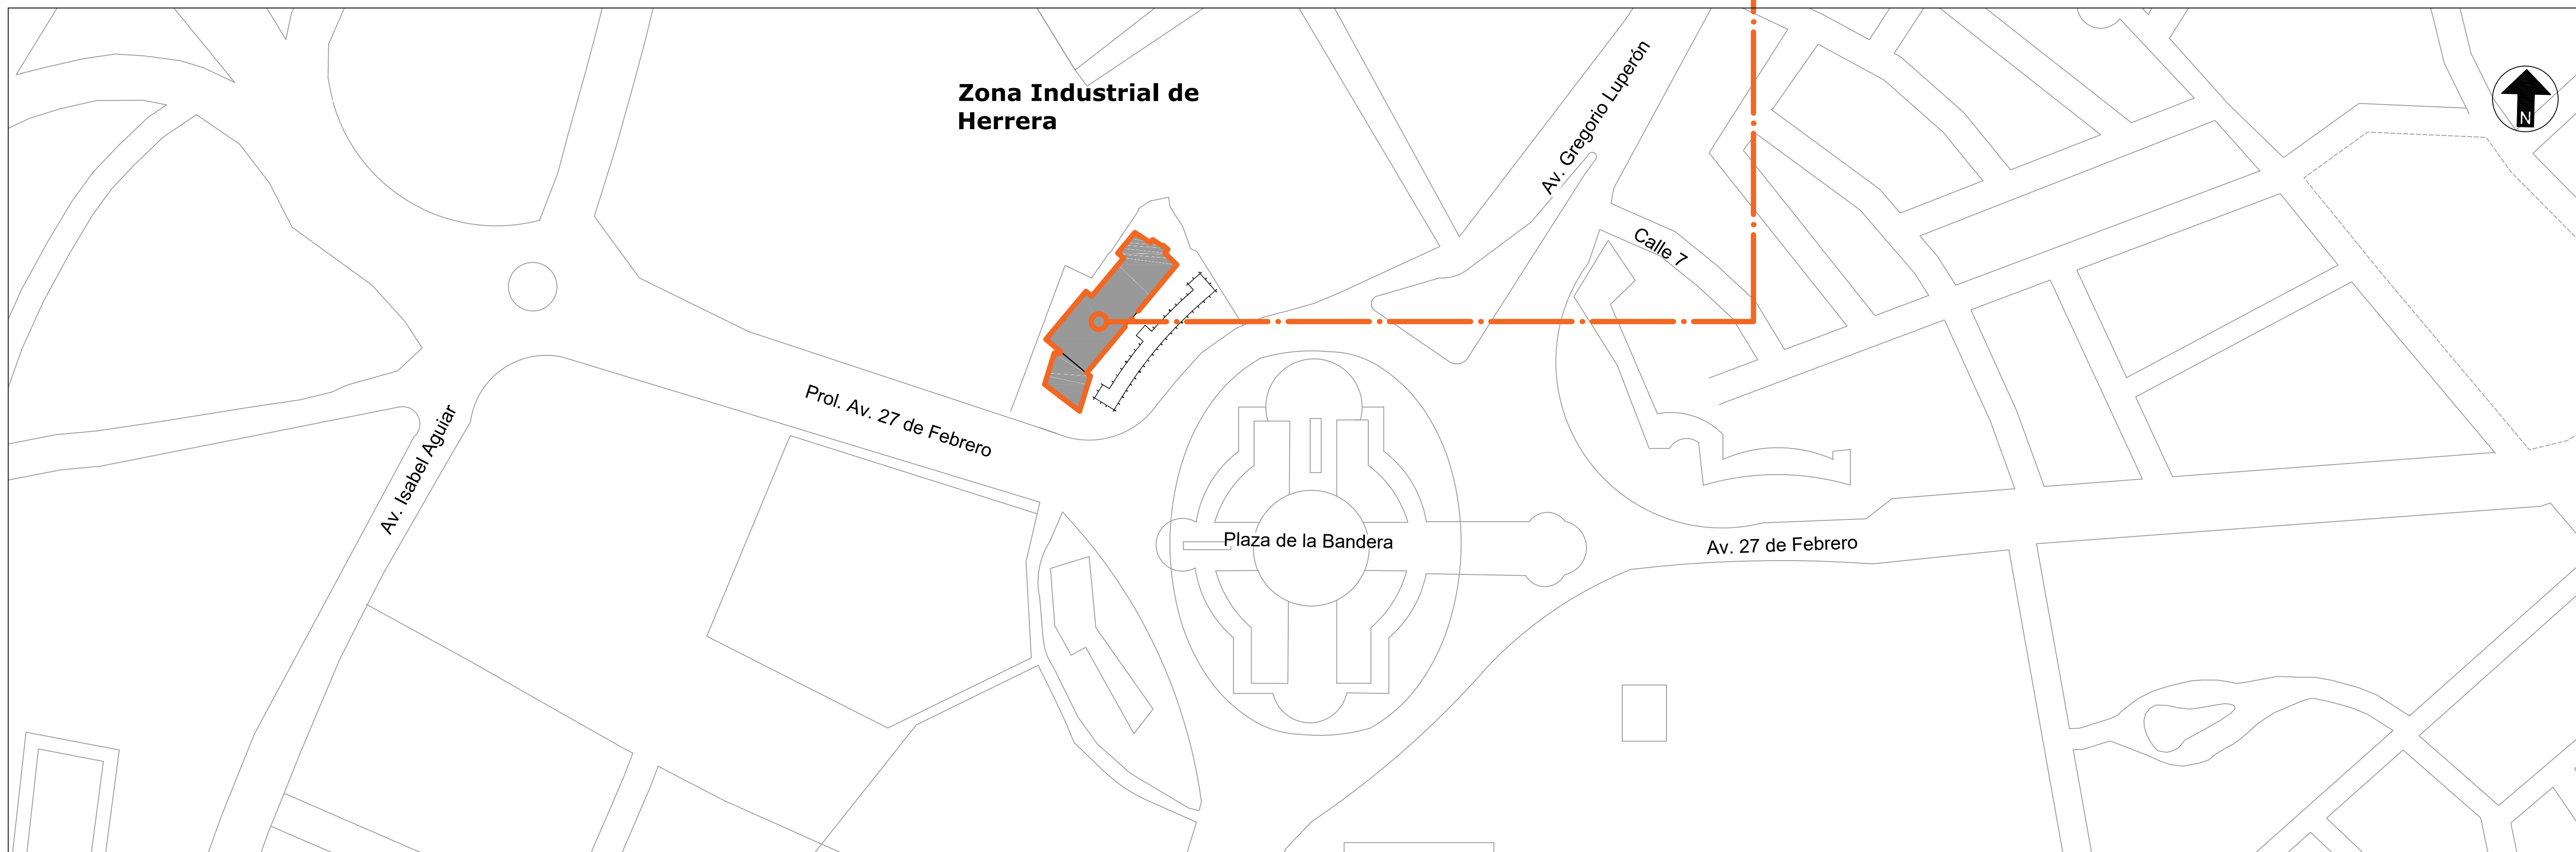 Zona Industrial de
Herrera
Av. Gregorio Luperón
N
Calle 7
Prol. Av. 27 de Febrero
Av. Isabel Aguiar
Plaza de la Bandera
Av. 27 de Febrero